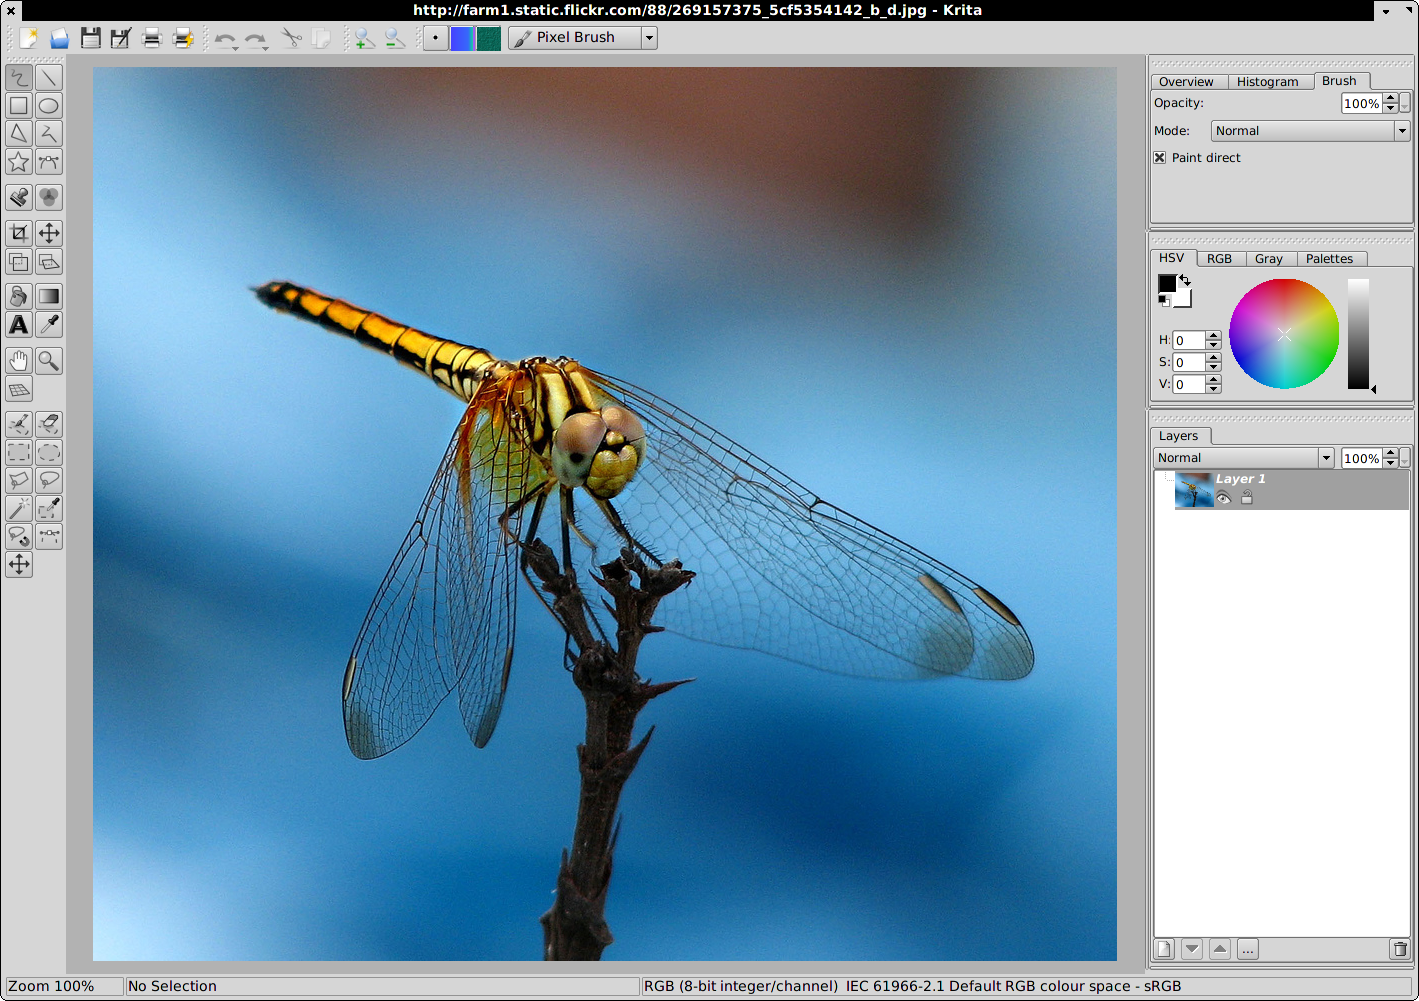 http://farm1.static.flickr.com/88/269157375_5cf5354142_b_d.jpg - Krita
Pixel Brush
Overview Histogram Brush
Opacity: 100%
Mode: Normal
Paint direct
HSV RGB Gray Palettes
H: 0
S: 0
V: 0
Layers
Normal 100%
Layer 1
...
Zoom 100% No Selection RGB (8-bit integer/channel) IEC 61966-2.1 Default RGB colour space - sRGB